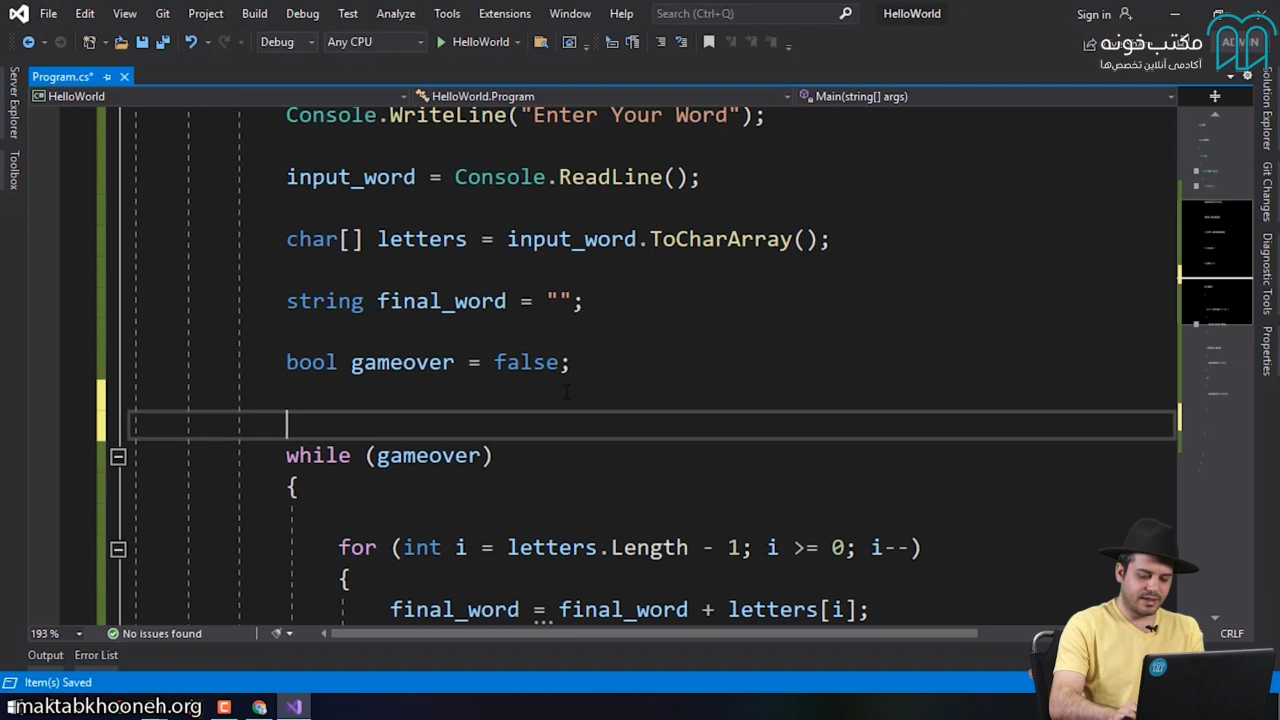 File Edit View Git Project Build Debug Test Analyze Tools Extensions Window Help Search (Ctrl+Q) HelloWorld Sign in
Debug Any CPU HelloWorld ADMIN
مکتب‌خونه
آکادمی آنلاین تخصص‌ها
Program.cs*
HelloWorld HelloWorld.Program Main(string[] args)
Server Explorer
Toolbox
Solution Explorer
Git Changes
Diagnostic Tools
Properties
Console.WriteLine("Enter Your Word");
input_word = Console.ReadLine();
char[] letters = input_word.ToCharArray();
string final_word = "";
bool gameover = false;
while (gameover)
{
for (int i = letters.Length - 1; i >= 0; i--)
{
final_word = final_word + letters[i];
193 % No issues found CRLF
Output Error List
Item(s) Saved
maktabkhooneh.org